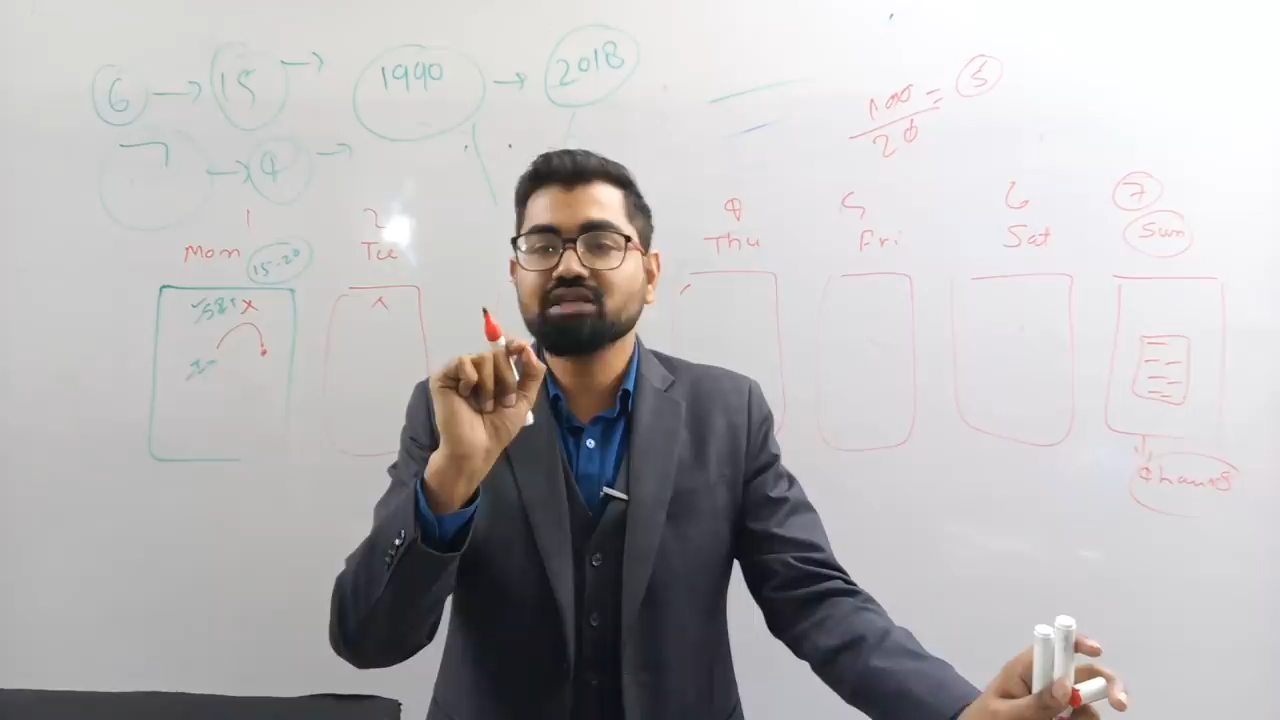 6 → 15 → 1990 → 2018
7 → 4 →
100/20 = 5
1 2 4 5 6 7
Mon 15-20 Tue Thu Fri Sat Sun
x